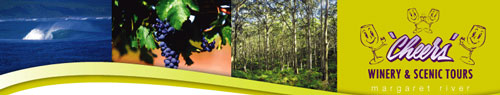 'Cheers'
WINERY & SCENIC TOURS
margaret river